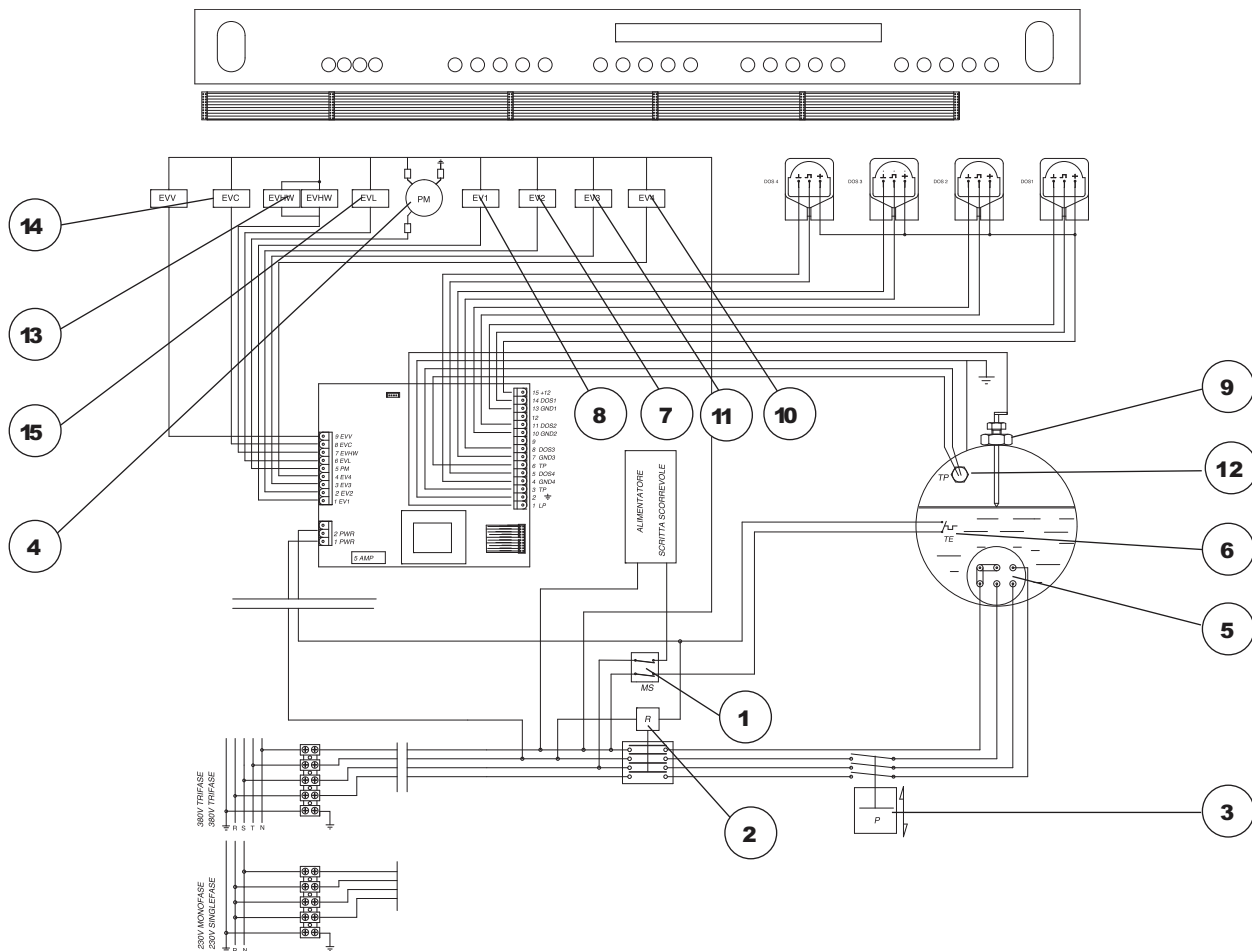 DOS 4
DOS 3
DOS 2
DOS1
EVV
EVC
EVHW
EVHW
EVL
PM
EV1
EV2
EV3
EV4
14
13
15
4
8
7
11
10
9
12
6
5
1
2
3
15 +12
14 DOS1
13 GND1
12
11 DOS2
10 GND2
9
8 DOS3
7 GND3
6 TP
5 DOS4
4 GND4
3 TP
2
1 LP
9 EVV
8 EVC
7 EVHW
6 EVL
5 PM
4 EV4
3 EV3
2 EV2
1 EV1
2 PWR
1 PWR
5 AMP
ALIMENTATORE
SCRITTA SCORREVOLE
TP
TE
MS
R
P
380V TRIFASE
380V TRIFASE
R S T N
230V MONOFASE
230V SINGLEFASE
R N